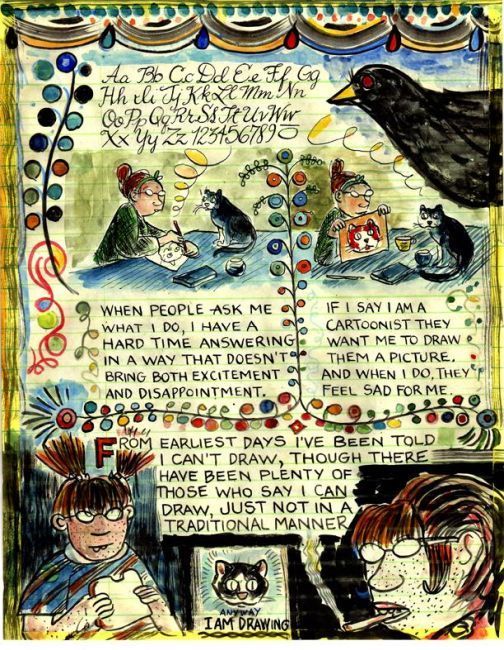 Aa Bb Cc Dd Ee Ff Gg
Hh Ii Jj Kk Ll Mm Nn
Oo Pp Qq Rr Ss Tt Uu Vv Ww
Xx Yy Zz 1234567890
WHEN PEOPLE ASK ME
WHAT I DO, I HAVE A
HARD TIME ANSWERING
IN A WAY THAT DOESN'T
BRING BOTH EXCITEMENT
AND DISAPPOINTMENT.
IF I SAY I AM A
CARTOONIST THEY
WANT ME TO DRAW
THEM A PICTURE.
AND WHEN I DO, THEY
FEEL SAD FOR ME.
FROM MY EARLIEST DAYS I'VE BEEN TOLD
I CAN'T DRAW, THOUGH THERE
HAVE BEEN PLENTY OF
THOSE WHO SAY I CAN
DRAW, JUST NOT IN A
TRADITIONAL MANNER
ANYWAY
I AM DRAWING